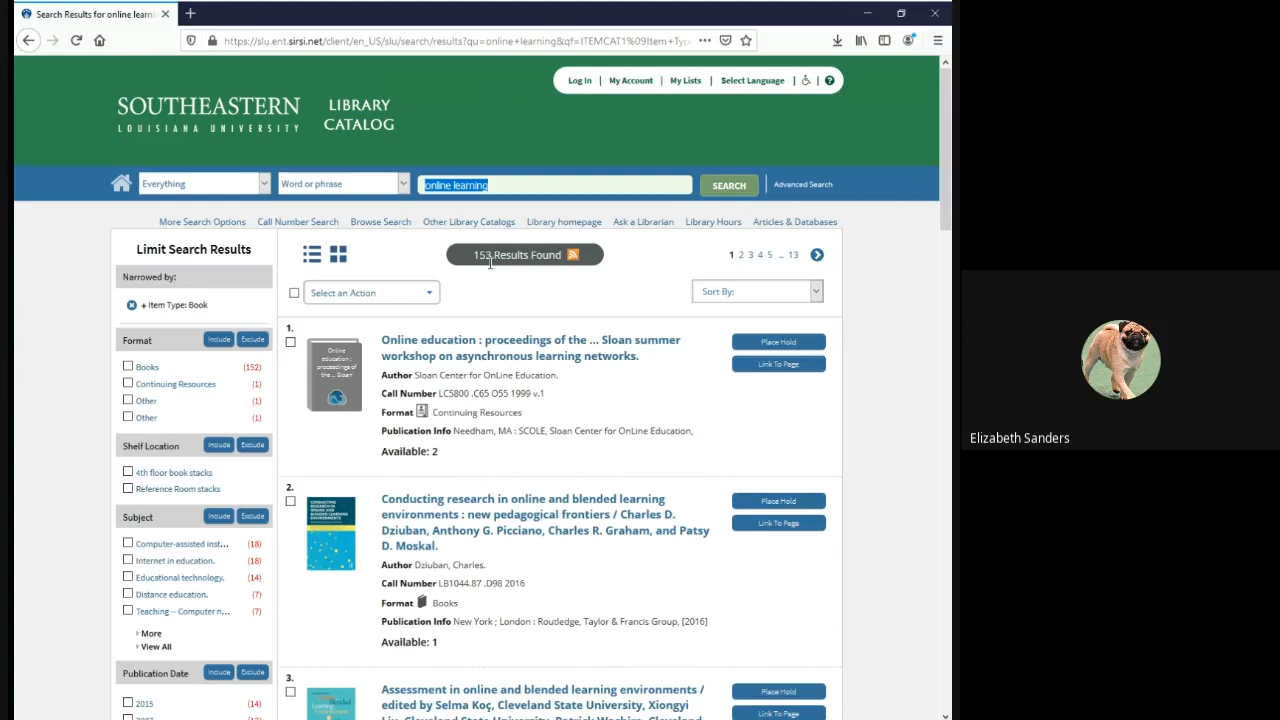 Search Results for online learni
https://slu.ent.sirsi.net/client/en_US/slu/search/results?qu=online+learning&qf=ITEMCAT1%09Item+Typ
Log In | My Account | My Lists | Select Language
SOUTHEASTERN
LOUISIANA UNIVERSITY
LIBRARY
CATALOG
Everything
Word or phrase
online learning
SEARCH
Advanced Search
More Search Options
Call Number Search
Browse Search
Other Library Catalogs
Library homepage
Ask a Librarian
Library Hours
Articles & Databases
Limit Search Results
Narrowed by:
+ Item Type: Book
Format Include Exclude
Books (152)
Continuing Resources (1)
Other (1)
Other (1)
Shelf Location Include Exclude
4th floor book stacks
Reference Room stacks
Subject Include Exclude
Computer-assisted inst... (18)
Internet in education. (18)
Educational technology. (14)
Distance education. (7)
Teaching -- Computer n... (7)
More
View All
Publication Date Include Exclude
2015 (14)
153 Results Found
1 2 3 4 5 .. 13
Select an Action
Sort By:
1.
Online
education :
proceedings of
the ... Sloan
Online education : proceedings of the ... Sloan summer
workshop on asynchronous learning networks.
Author Sloan Center for OnLine Education.
Call Number LC5800 .C65 O55 1999 v.1
Format Continuing Resources
Publication Info Needham, MA : SCOLE, Sloan Center for OnLine Education,
Available: 2
Place Hold
Link To Page
2.
Conducting research in online and blended learning
environments : new pedagogical frontiers / Charles D.
Dziuban, Anthony G. Picciano, Charles R. Graham, and Patsy
D. Moskal.
Author Dziuban, Charles.
Call Number LB1044.87 .D98 2016
Format Books
Publication Info New York ; London : Routledge, Taylor & Francis Group, [2016]
Available: 1
Place Hold
Link To Page
3.
Assessment in online and blended learning environments /
edited by Selma Koç, Cleveland State University, Xiongyi
Place Hold
Link To Page
Elizabeth Sanders